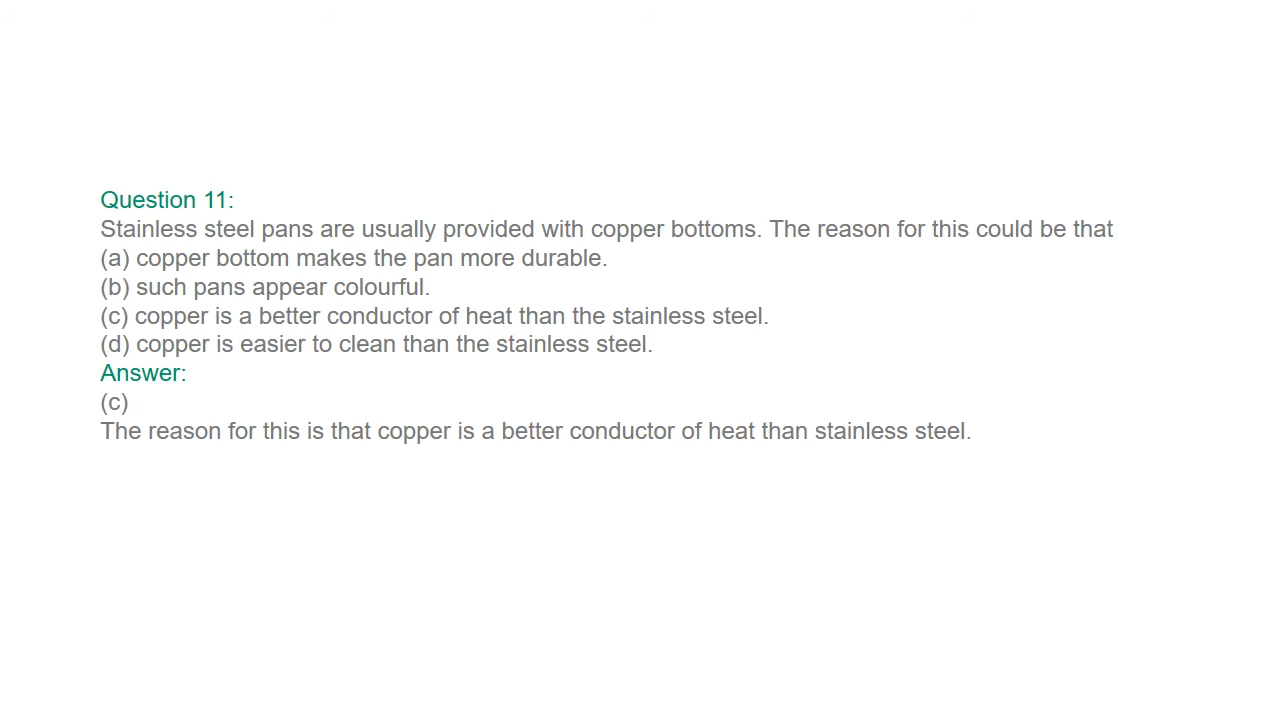 Question 11:
Stainless steel pans are usually provided with copper bottoms. The reason for this could be that
(a) copper bottom makes the pan more durable.
(b) such pans appear colourful.
(c) copper is a better conductor of heat than the stainless steel.
(d) copper is easier to clean than the stainless steel.
Answer:
(c)
The reason for this is that copper is a better conductor of heat than stainless steel.